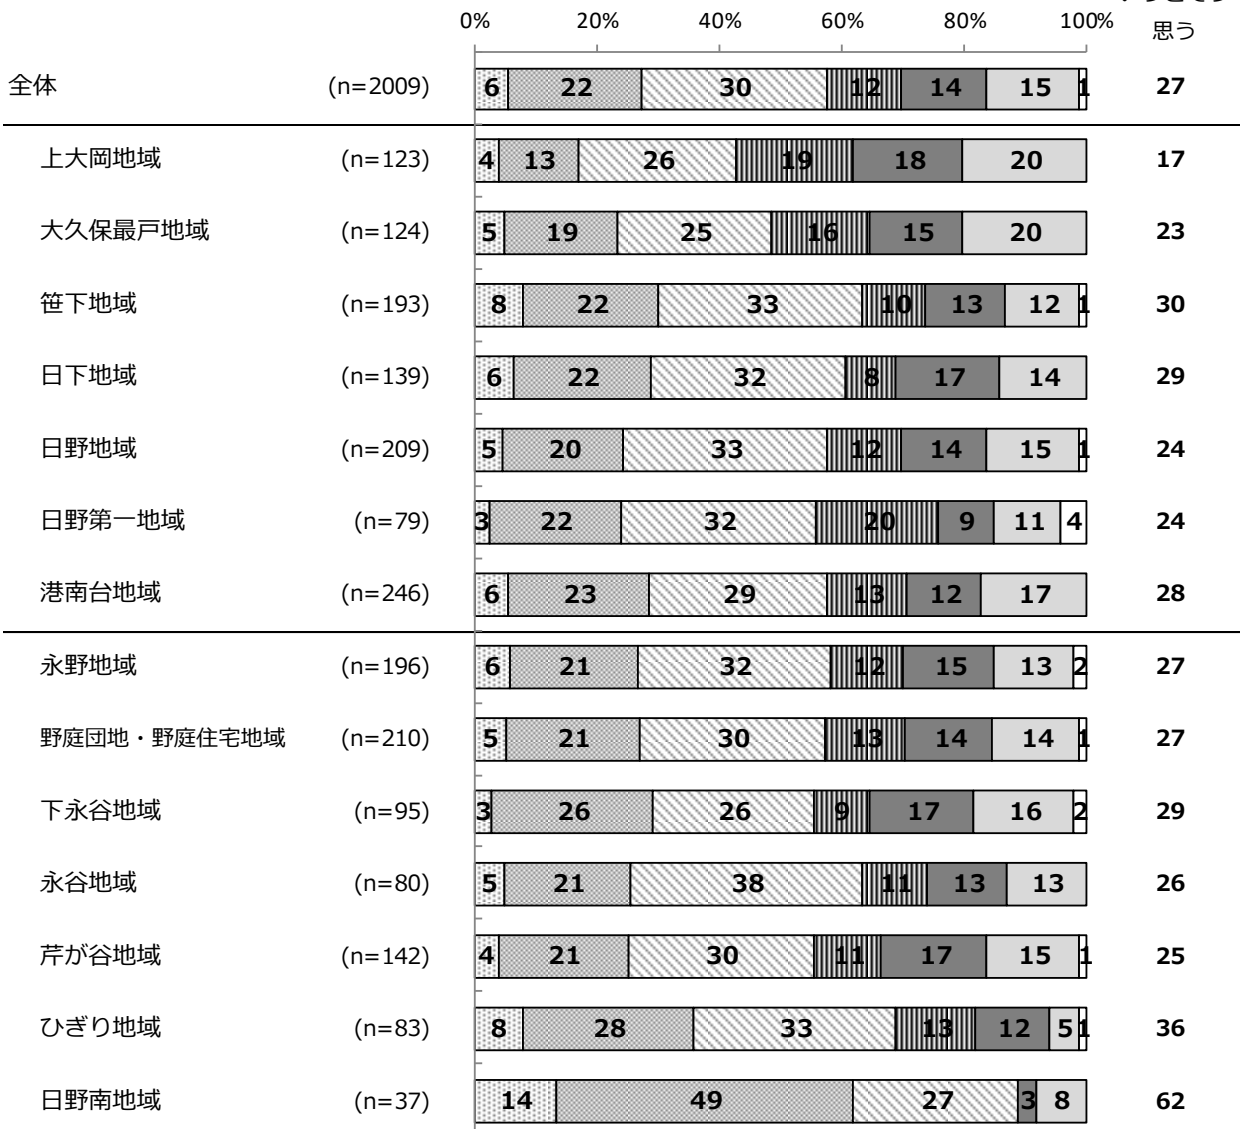 0% 20% 40% 60% 80% 100% 思う
全体 (n=2009) 6 22 30 12 14 15 1 27
上大岡地域 (n=123) 4 13 26 19 18 20 17
大久保最戸地域 (n=124) 5 19 25 16 15 20 23
笹下地域 (n=193) 8 22 33 10 13 12 1 30
日下地域 (n=139) 6 22 32 8 17 14 29
日野地域 (n=209) 5 20 33 12 14 15 1 24
日野第一地域 (n=79) 3 22 32 20 9 11 4 24
港南台地域 (n=246) 6 23 29 13 12 17 28
永野地域 (n=196) 6 21 32 12 15 13 2 27
野庭団地・野庭住宅地域 (n=210) 5 21 30 13 14 14 1 27
下永谷地域 (n=95) 3 26 26 9 17 16 2 29
永谷地域 (n=80) 5 21 38 11 13 13 26
芹が谷地域 (n=142) 4 21 30 11 17 15 1 25
ひぎり地域 (n=83) 8 28 33 13 12 5 1 36
日野南地域 (n=37) 14 49 27 3 8 62